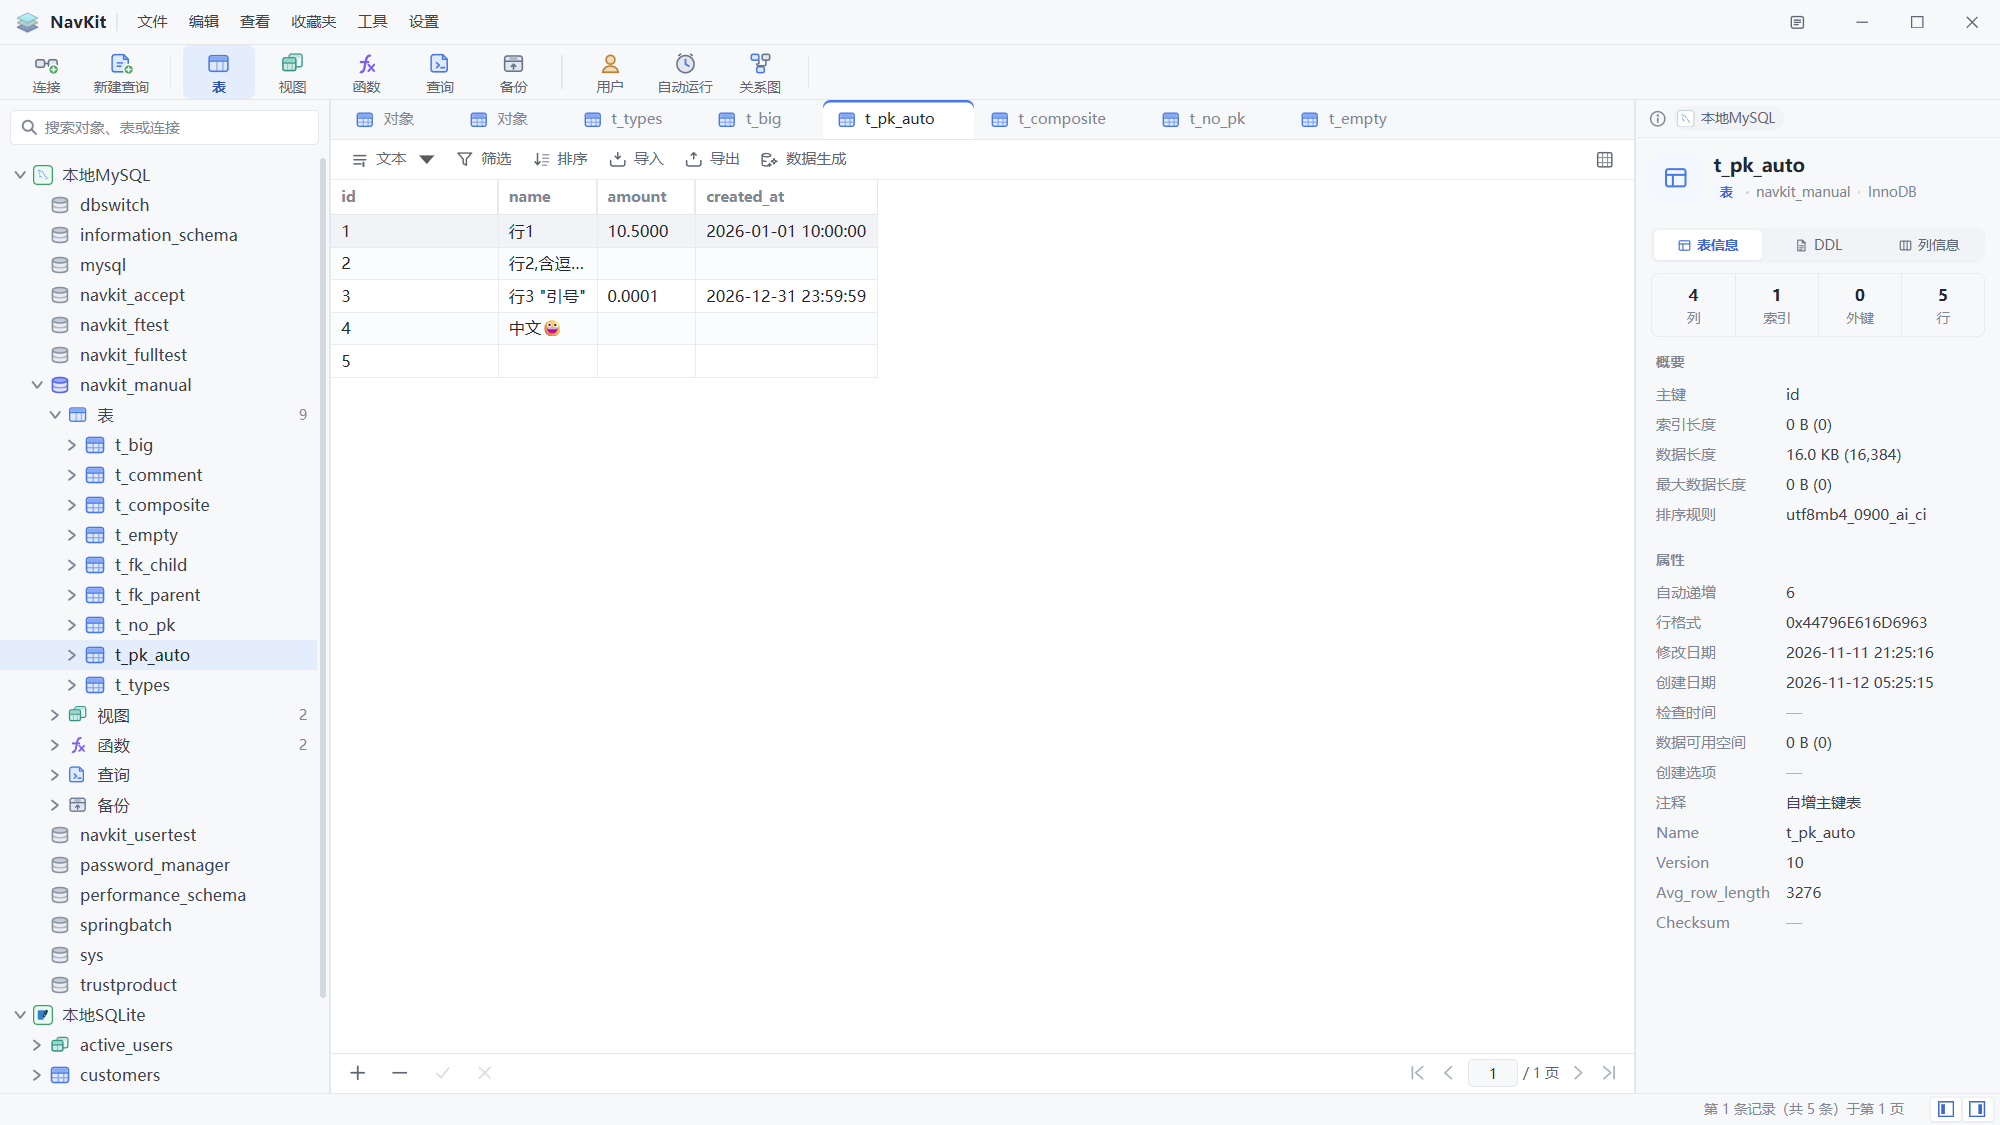 NavKit 文件 编辑 查看 收藏夹 工具 设置
连接 新建查询 表 视图 函数 查询 备份 用户 自动运行 关系图
搜索对象、表或连接
本地MySQL
dbswitch
information_schema
mysql
navkit_accept
navkit_ftest
navkit_fulltest
navkit_manual
表 9
t_big
t_comment
t_composite
t_empty
t_fk_child
t_fk_parent
t_no_pk
t_pk_auto
t_types
视图 2
函数 2
查询
备份
navkit_usertest
password_manager
performance_schema
springbatch
sys
trustproduct
本地SQLite
active_users
customers
对象 对象 t_types t_big t_pk_auto t_composite t_no_pk t_empty
文本 筛选 排序 导入 导出 数据生成
id name amount created_at
1 行1 10.5000 2026-01-01 10:00:00
2 行2,含逗...
3 行3 "引号" 0.0001 2026-12-31 23:59:59
4 中文😀
5
1 / 1 页
本地MySQL
t_pk_auto
表 · navkit_manual · InnoDB
表信息 DDL 列信息
4 1 0 5
列 索引 外键 行
概要
主键 id
索引长度 0 B (0)
数据长度 16.0 KB (16,384)
最大数据长度 0 B (0)
排序规则 utf8mb4_0900_ai_ci
属性
自动递增 6
行格式 0x44796E616D6963
修改日期 2026-11-11 21:25:16
创建日期 2026-11-12 05:25:15
检查时间 —
数据可用空间 0 B (0)
创建选项 —
注释 自增主键表
Name t_pk_auto
Version 10
Avg_row_length 3276
Checksum —
第 1 条记录（共 5 条）于第 1 页